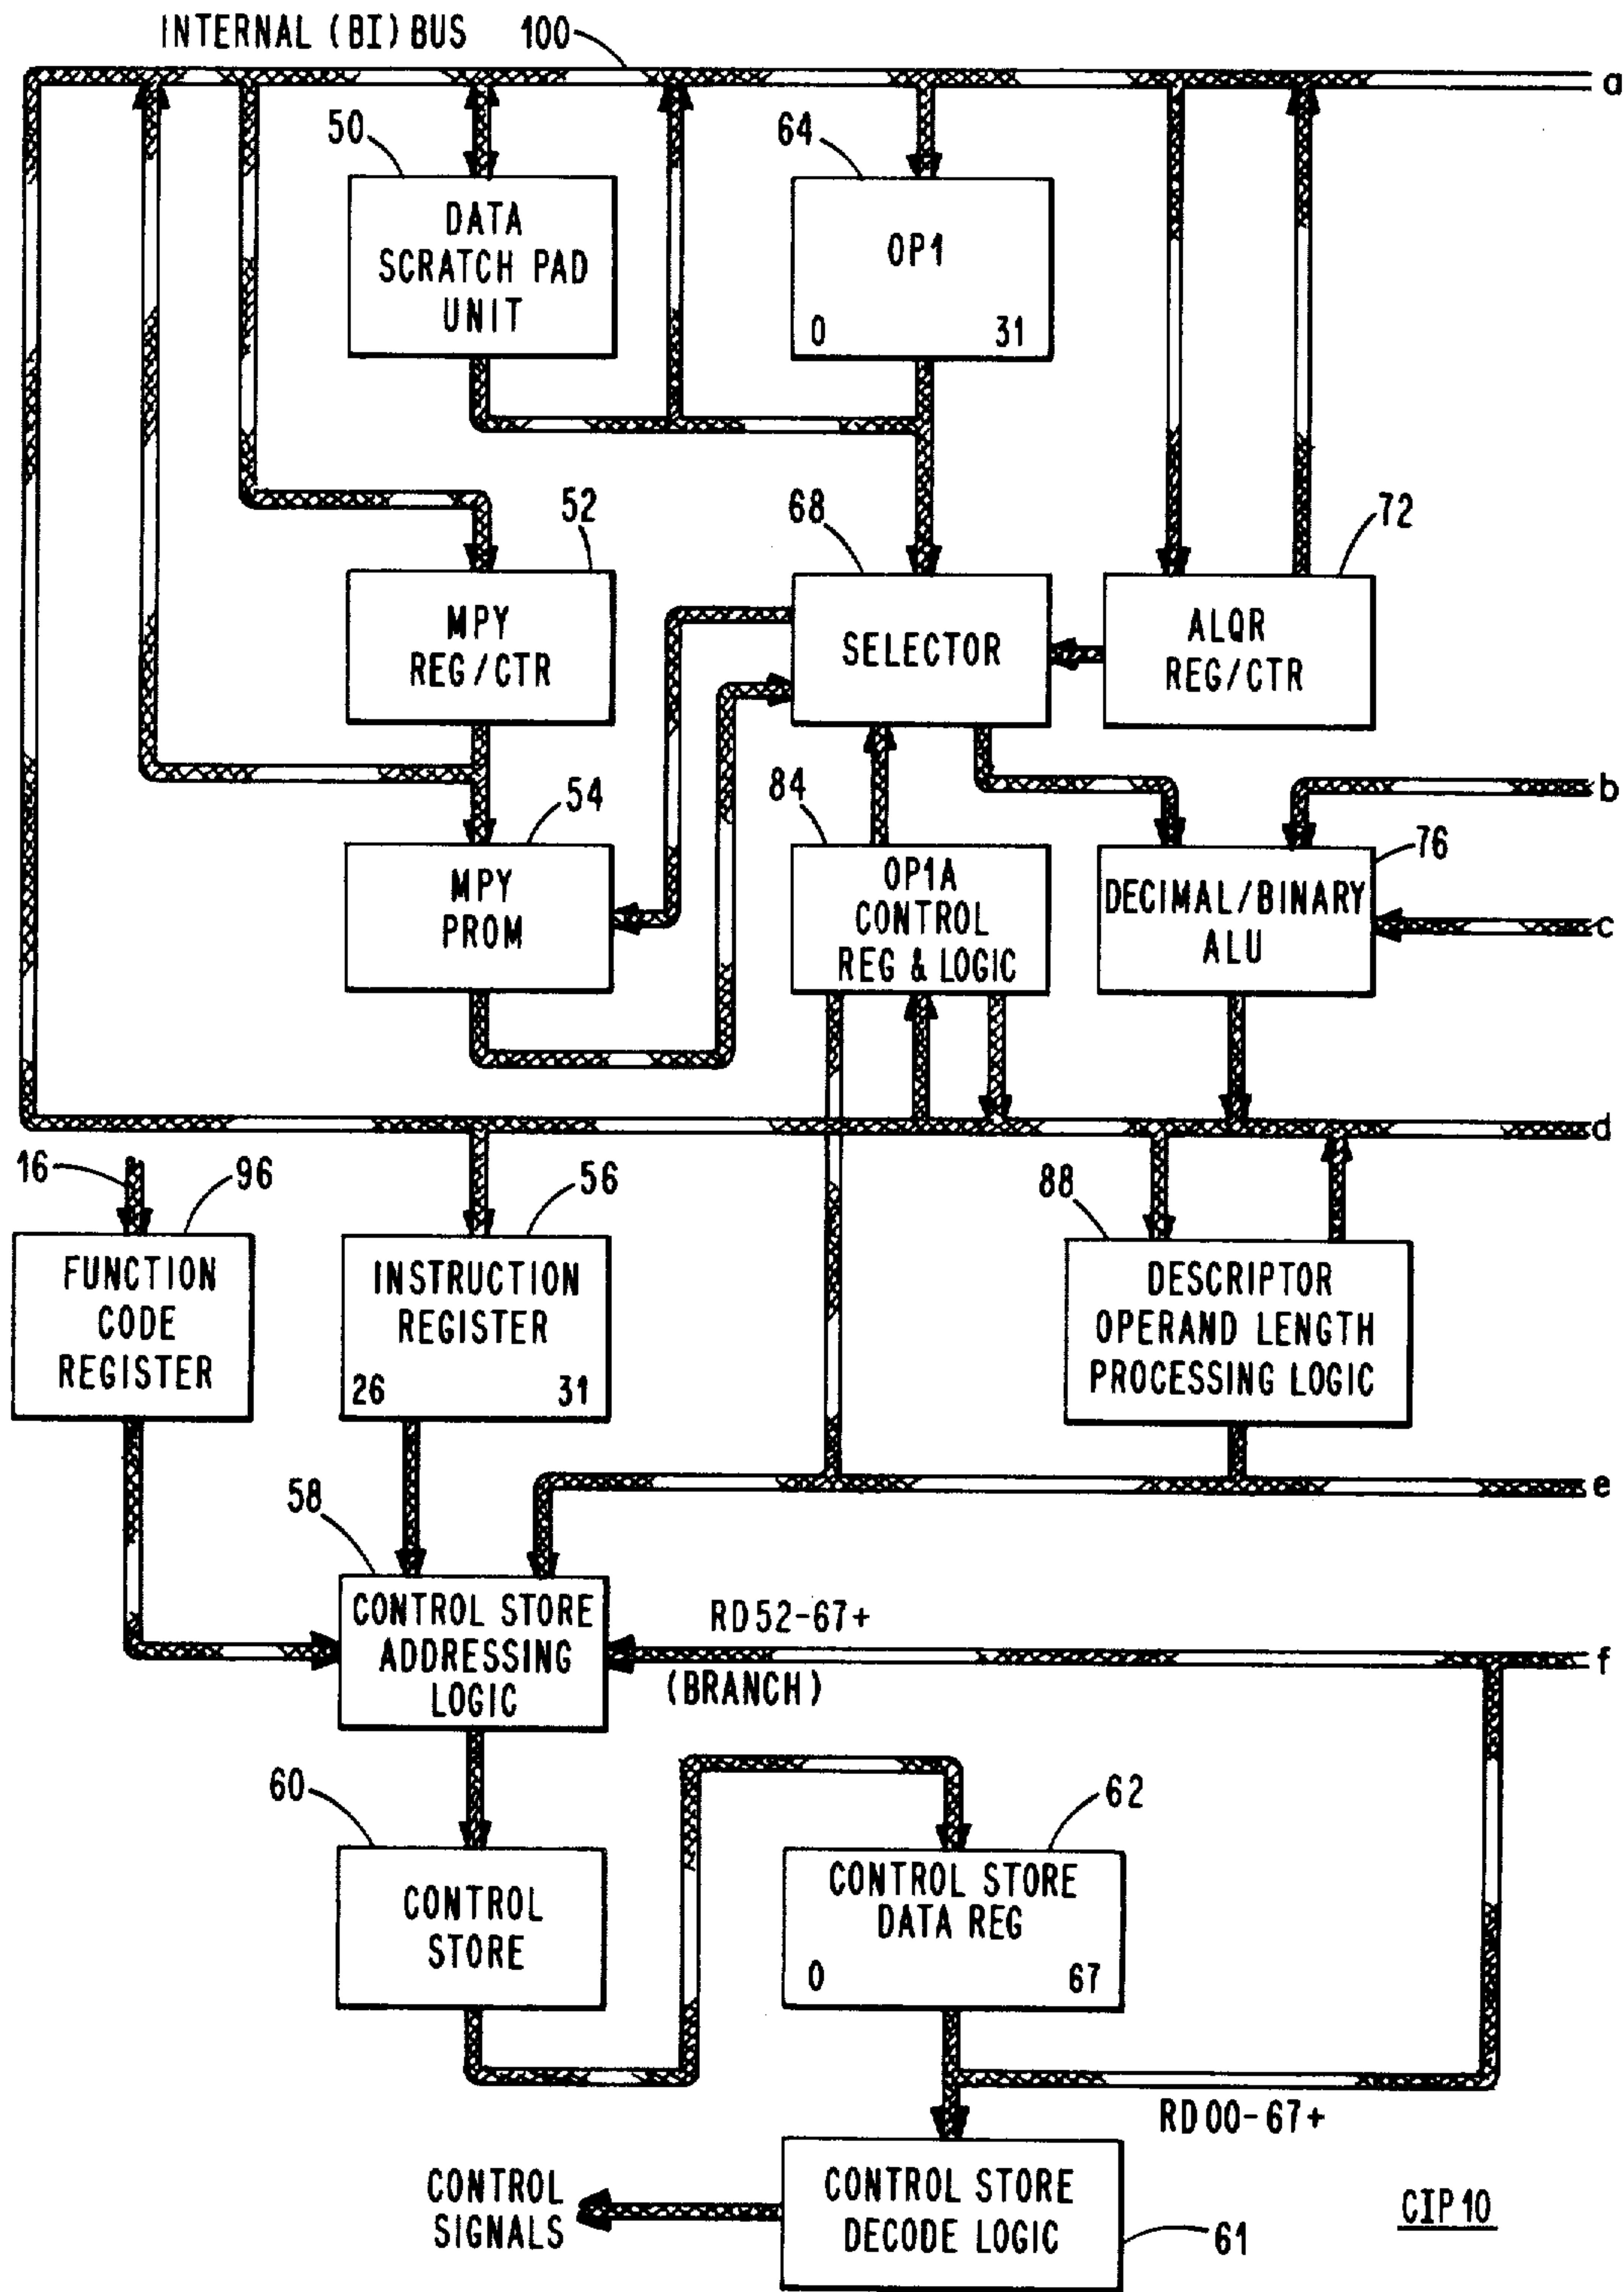 INTERNAL (BI) BUS 100
a
50
64
DATA
SCRATCH PAD
UNIT
OP1
0 31
52
68
72
MPY
REG/CTR
SELECTOR
ALQR
REG/CTR
54
84
b
76
MPY
PROM
OP1A
CONTROL
REG & LOGIC
DECIMAL/BINARY
ALU
c
d
16
96
56
88
FUNCTION
CODE
REGISTER
INSTRUCTION
REGISTER
26 31
DESCRIPTOR
OPERAND LENGTH
PROCESSING LOGIC
e
58
CONTROL STORE
ADDRESSING
LOGIC
RD52-67+
(BRANCH)
f
60
62
CONTROL
STORE
CONTROL STORE
DATA REG
0 67
RD00-67+
CONTROL
SIGNALS
CONTROL STORE
DECODE LOGIC
61
CIP10